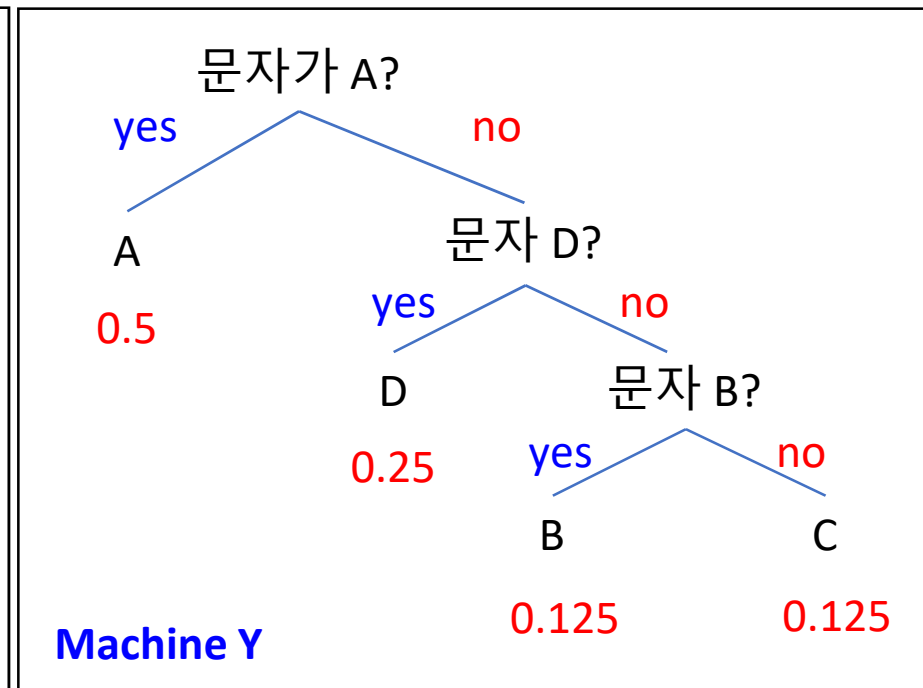 문자가 A?
yes
no
A
문자 D?
0.5
yes
no
D
문자 B?
0.25
yes
no
B
C
0.125
0.125
Machine Y